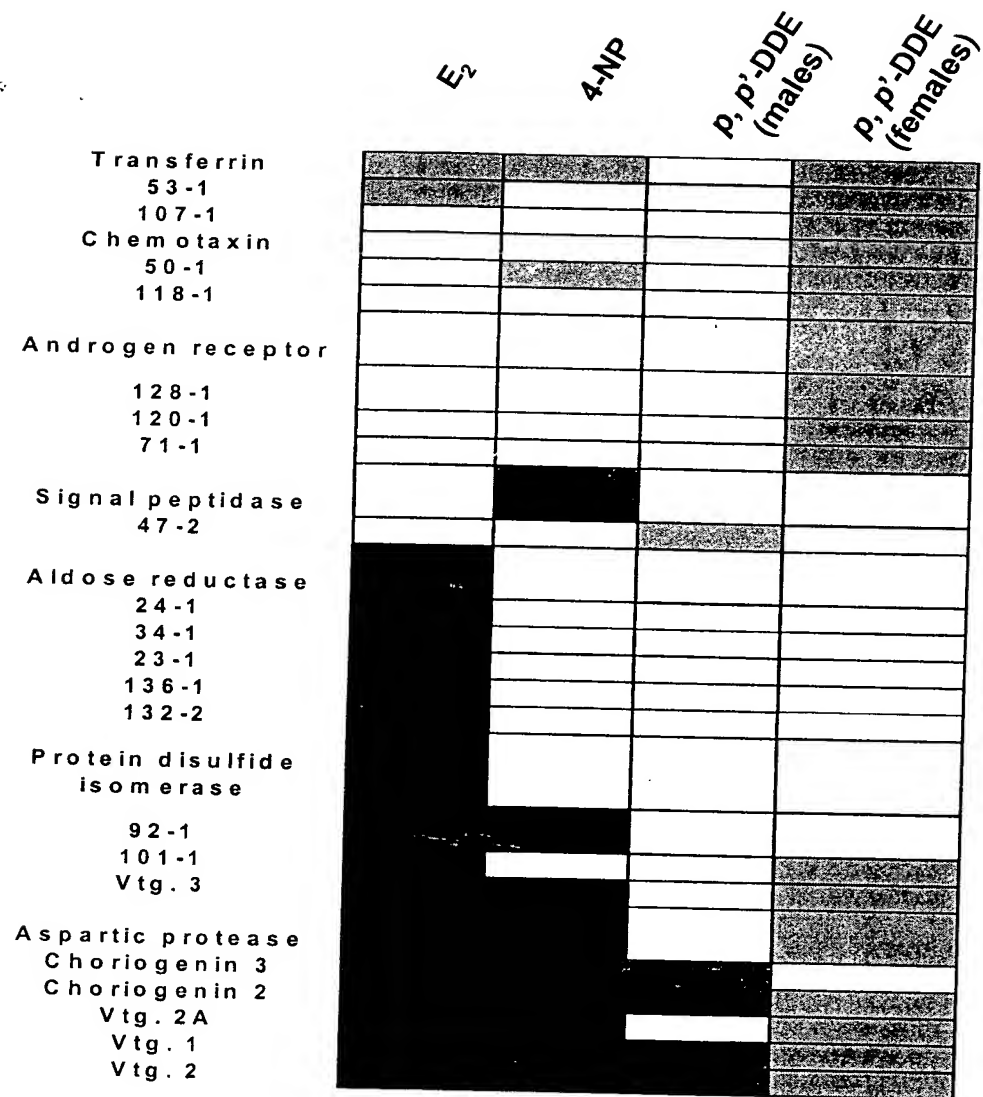 E₂
4-NP
p, p'-DDE
(males)
p, p'-DDE
(females)
Transferrin
53-1
107-1
Chemotaxin
50-1
118-1
Androgen receptor
128-1
120-1
71-1
Signal peptidase
47-2
Aldose reductase
24-1
34-1
23-1
136-1
132-2
Protein disulfide
isomerase
92-1
101-1
Vtg. 3
Aspartic protease
Choriogenin 3
Choriogenin 2
Vtg. 2A
Vtg. 1
Vtg. 2